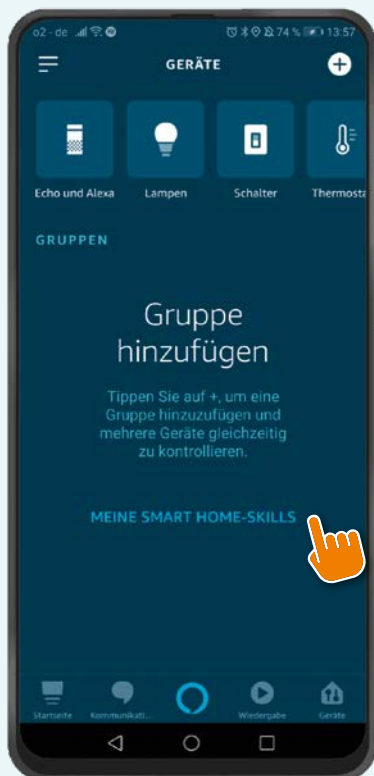 o2 - de 74 % 13:57
GERÄTE
Echo und Alexa Lampen Schalter Thermosta
GRUPPEN
Gruppe
hinzufügen
Tippen Sie auf +, um eine
Gruppe hinzuzufügen und
mehrere Geräte gleichzeitig
zu kontrollieren.
MEINE SMART HOME-SKILLS
Startseite Kommunikati... Wiedergabe Geräte